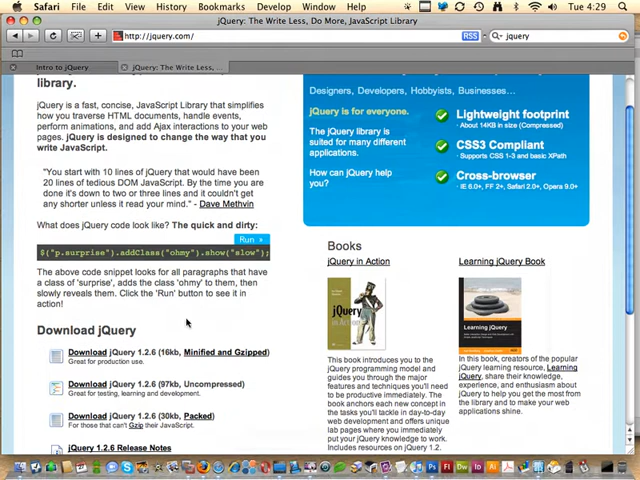 Safari File Edit View History Bookmarks Develop Window Help Tue 4:29
jQuery: The Write Less, Do More, JavaScript Library
http://jquery.com/ RSS jquery
Intro to jQuery jQuery: The Write Less,...
library.
jQuery is a fast, concise, JavaScript Library that simplifies
how you traverse HTML documents, handle events,
perform animations, and add Ajax interactions to your web
pages. jQuery is designed to change the way that you
write JavaScript.
"You start with 10 lines of jQuery that would have been
20 lines of tedious DOM JavaScript. By the time you are
done it's down to two or three lines and it couldn't get
any shorter unless it read your mind." - Dave Methvin
What does jQuery code look like? The quick and dirty:
Run »
$("p.surprise").addClass("ohmy").show("slow");
The above code snippet looks for all paragraphs that have
a class of 'surprise', adds the class 'ohmy' to them, then
slowly reveals them. Click the 'Run' button to see it in
action!
Download jQuery
Download jQuery 1.2.6 (16kb, Minified and Gzipped)
Great for production use.
Download jQuery 1.2.6 (97kb, Uncompressed)
Great for testing, learning and development.
Download jQuery 1.2.6 (30kb, Packed)
For those that can't Gzip their JavaScript.
jQuery 1.2.6 Release Notes
Designers, Developers, Hobbyists, Businesses...
jQuery is for everyone.
The jQuery library is
suited for many different
applications.
How can jQuery help
you?
Lightweight footprint
· About 14KB in size (Compressed)
CSS3 Compliant
· Supports CSS 1-3 and basic XPath
Cross-browser
· IE 6.0+, FF 2+, Safari 2.0+, Opera 9.0+
Books
jQuery in Action
jQuery
in Action
This book introduces you to
the jQuery programming model and
guides you through the major
features and techniques you'll need
to be productive immediately. The
book anchors each new concept in
the tasks you'll tackle in day-to-day
web development and offers unique
lab pages where you immediately
put your jQuery knowledge to work.
Includes resources on jQuery 1.2.
Learning jQuery Book
Learning jQuery
In this book, creators of the popular
jQuery learning resource, Learning
jQuery, share their knowledge,
experience, and enthusiasm about
jQuery to help you get the most
from the library and to make your web
applications shine.